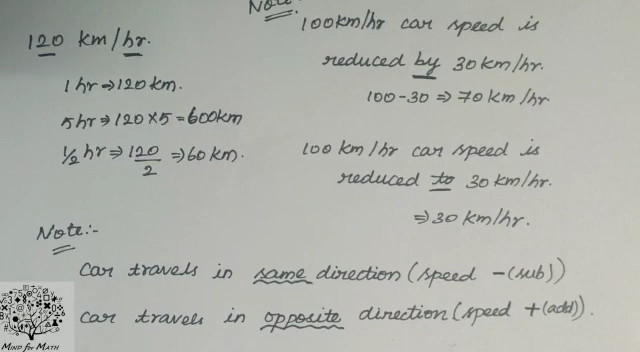 120 km/hr.
1 hr ⇒ 120 km.
5 hr ⇒ 120 × 5 = 600km
1/2 hr ⇒ 120/2 ⇒ 60 km.
Note:
100km/hr car speed is
reduced by 30 km/hr.
100-30 ⇒ 70 km/hr
100 km/hr car speed is
reduced to 30 km/hr.
⇒ 30 km/hr.
Note:-
Car travels in same direction (speed -(sub))
Car travels in opposite direction (speed +(add)).
MIND for MATH